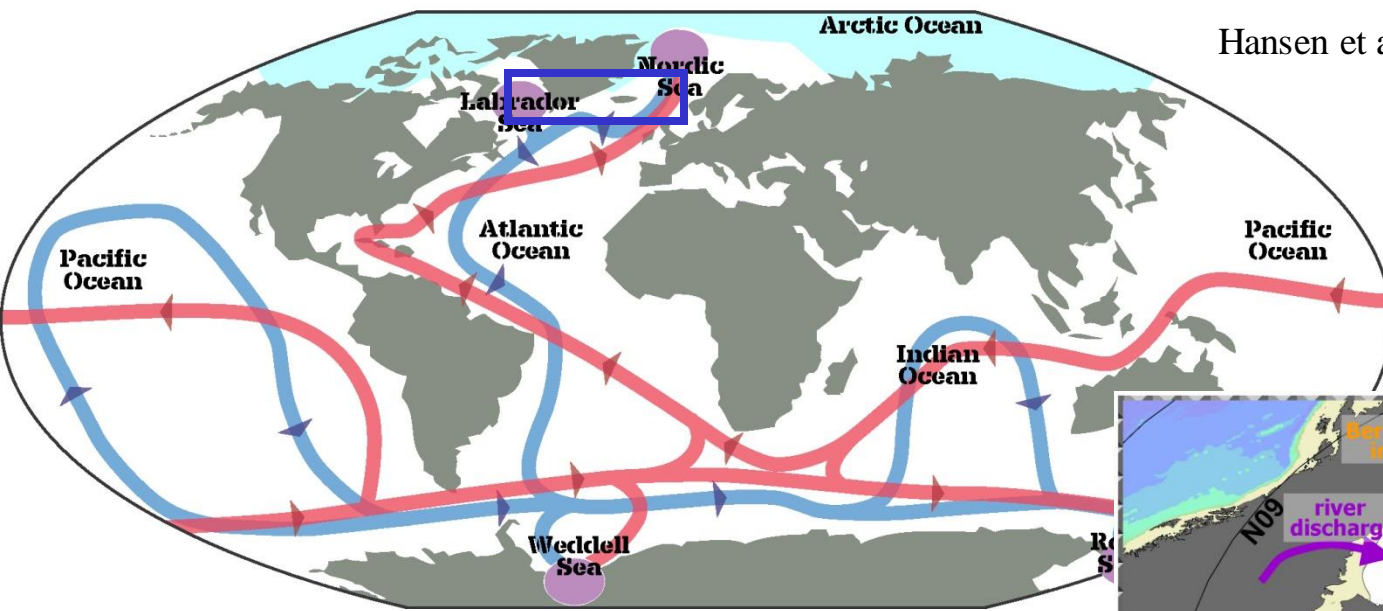 Arctic Ocean
Hansen et
Nordic
Sea
Labrador
Sea
Atlantic
Ocean
Pacific
Ocean
Pacific
Ocean
Indian
Ocean
N09
river
Weddell
Sea